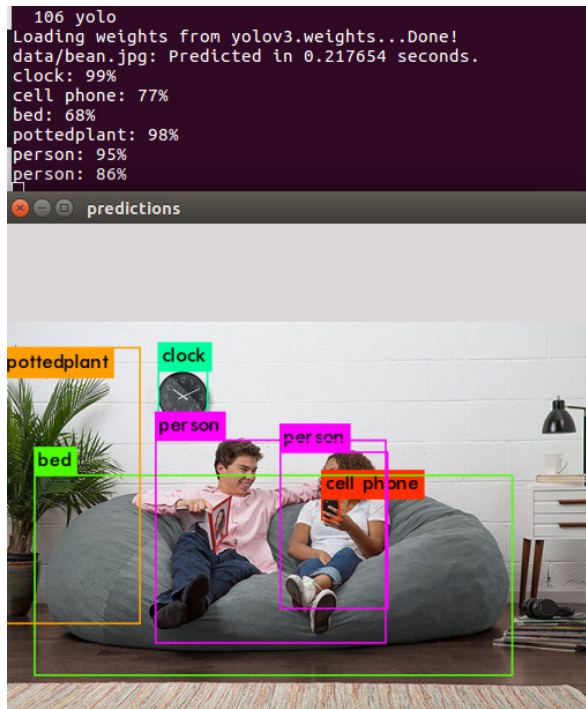 106 yolo
Loading weights from yolov3.weights...Done!
data/bean.jpg: Predicted in 0.217654 seconds.
clock: 99%
cell phone: 77%
bed: 68%
pottedplant: 98%
person: 95%
person: 86%
predictions
clock
pottedplant
person
person
bed
cell phone